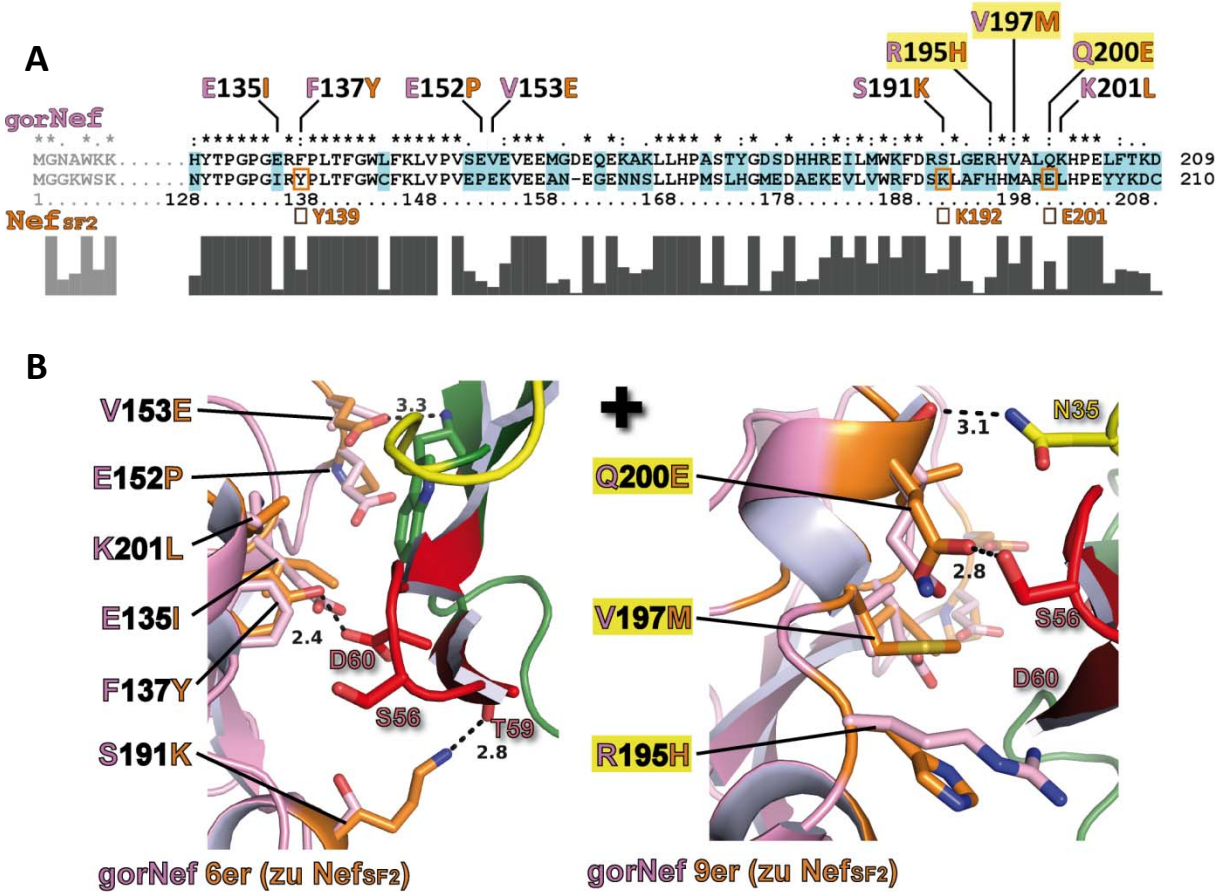 A
V197M
R195H Q200E
E135I F137Y E152P V153E S191K K201L
gorNef
MGNAWKK......HYTPGPGERFPLTFGWLFKLVPVSEVEVEEMGDEQEKAKLLHPASTYGDSDHHREILMWKFDRSLGERHVALQKHPELFTKD 209
MGGKWSK......NYTPGPGIRYPLTFGWCFKLVPVEPEKVEEAN-EGENNSLLHPMSLHGMEDAEKEVLVWRFDSKLAFHHMARELHPEYYKDC 210
1 128 138 148 158 168 178 188 198 208.
NefSF2 Y139 K192 E201
B
V153E
E152P
K201L
E135I
F137Y
S191K
3.3
2.4
D60
S56
T59
2.8
gorNef 6er (zu NefSF2)
+
Q200E
V197M
R195H
3.1
N35
2.8
S56
D60
gorNef 9er (zu NefSF2)